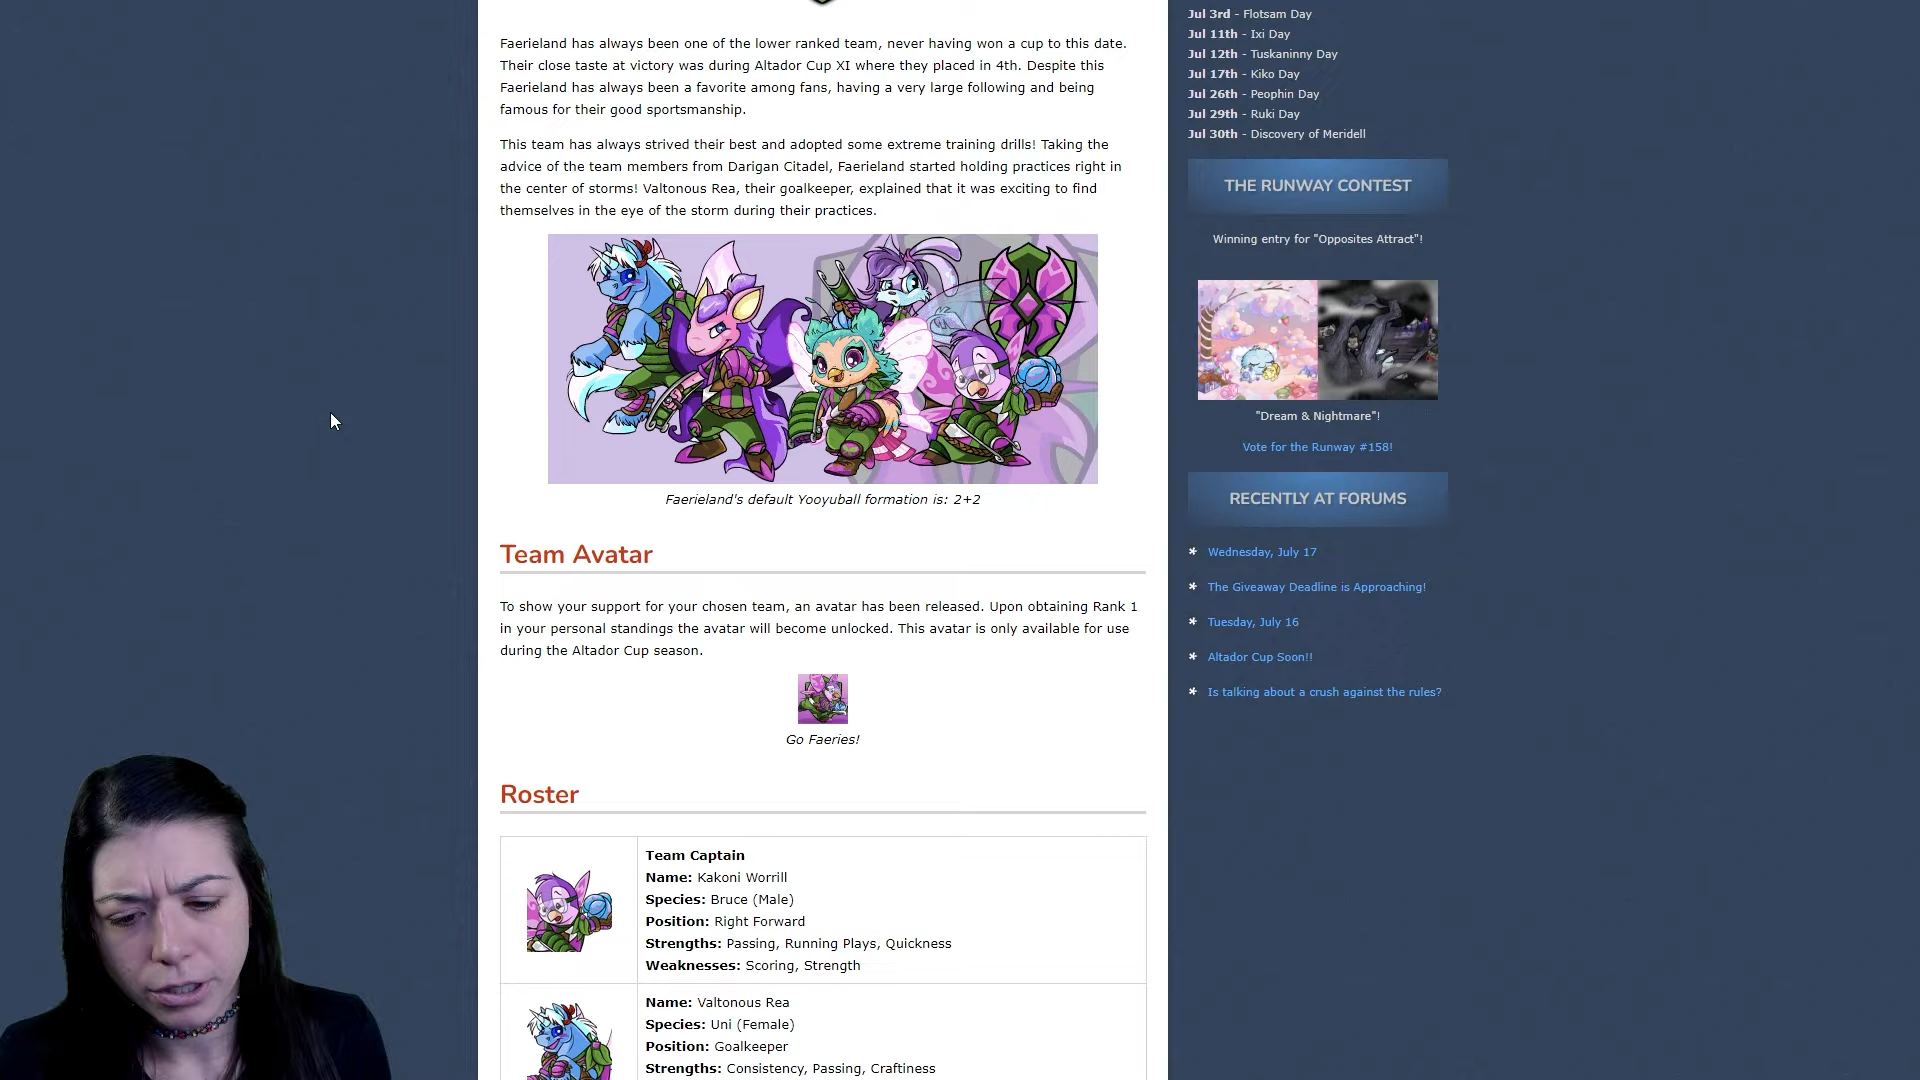 Faerieland has always been one of the lower ranked team, never having won a cup to this date.
Their close taste at victory was during Altador Cup XI where they placed in 4th. Despite this
Faerieland has always been a favorite among fans, having a very large following and being
famous for their good sportsmanship.
This team has always strived their best and adopted some extreme training drills! Taking the
advice of the team members from Darigan Citadel, Faerieland started holding practices right in
the center of storms! Valtonous Rea, their goalkeeper, explained that it was exciting to find
themselves in the eye of the storm during their practices.
Faerieland's default Yooyuball formation is: 2+2
Team Avatar
To show your support for your chosen team, an avatar has been released. Upon obtaining Rank 1
in your personal standings the avatar will become unlocked. This avatar is only available for use
during the Altador Cup season.
Go Faeries!
Roster
Team Captain
Name: Kakoni Worrill
Species: Bruce (Male)
Position: Right Forward
Strengths: Passing, Running Plays, Quickness
Weaknesses: Scoring, Strength
Name: Valtonous Rea
Species: Uni (Female)
Position: Goalkeeper
Strengths: Consistency, Passing, Craftiness
Jul 3rd - Flotsam Day
Jul 11th - Ixi Day
Jul 12th - Tuskaninny Day
Jul 17th - Kiko Day
Jul 26th - Peophin Day
Jul 29th - Ruki Day
Jul 30th - Discovery of Meridell
THE RUNWAY CONTEST
Winning entry for "Opposites Attract"!
"Dream & Nightmare"!
Vote for the Runway #158!
RECENTLY AT FORUMS
* Wednesday, July 17
* The Giveaway Deadline is Approaching!
* Tuesday, July 16
* Altador Cup Soon!!
* Is talking about a crush against the rules?